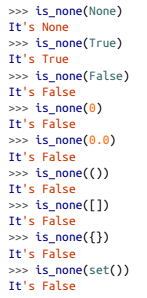 >>> is_none(None)
It's None
>>> is_none(True)
It's True
>>> is_none(False)
It's False
>>> is_none(0)
It's False
>>> is_none(0.0)
It's False
>>> is_none(())
It's False
>>> is_none([])
It's False
>>> is_none({})
It's False
>>> is_none(set())
It's False